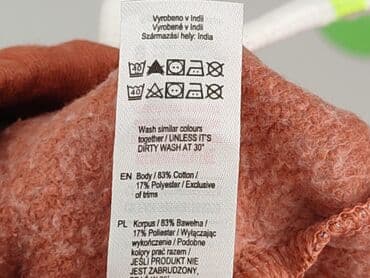 Vyrobeno v Indii
Vyrobené v Indii
Származási hely: India
40
40
Wash similar colours
together / UNLESS IT'S
DIRTY WASH AT 30°
EN Body / 83% Cotton /
17% Polyester / Exclusive
of trims
PL Korpus / 83% Bawełna /
17% Poliester / Wyłączając
wykończenie / Podobne
kolory prać razem /
JEŚLI PRODUKT NIE
JEST ZABRUDZONY,